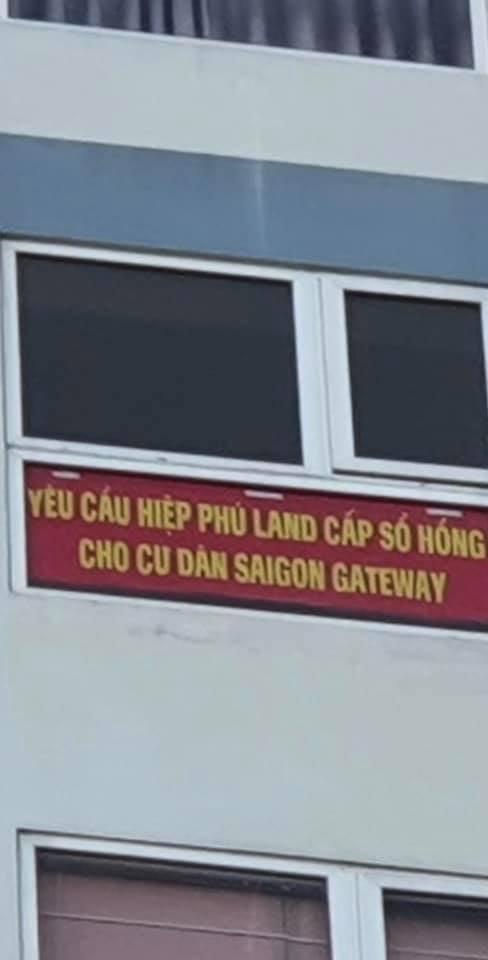 YÊU CẦU HIỆP PHÚ LAND CẤP SỔ HỒNG
CHO CƯ DÂN SAIGON GATEWAY